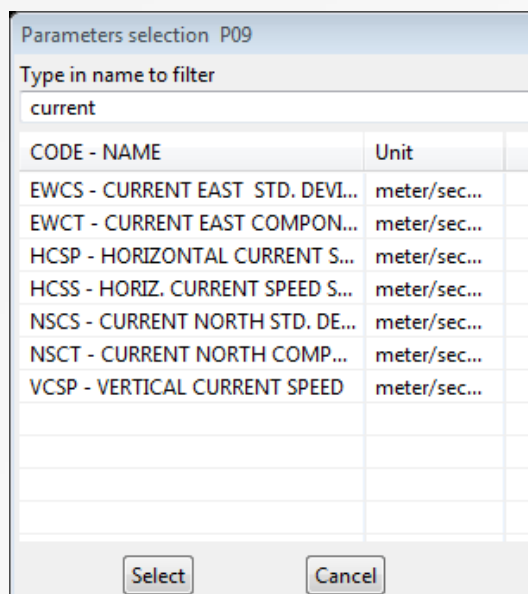 Parameters selection P09
Type in name to filter
current
CODE - NAME Unit
EWCS - CURRENT EAST STD. DEVI... meter/sec...
EWCT - CURRENT EAST COMPON... meter/sec...
HCSP - HORIZONTAL CURRENT S... meter/sec...
HCSS - HORIZ. CURRENT SPEED S... meter/sec...
NSCS - CURRENT NORTH STD. DE... meter/sec...
NSCT - CURRENT NORTH COMP... meter/sec...
VCSP - VERTICAL CURRENT SPEED meter/sec...
Select Cancel